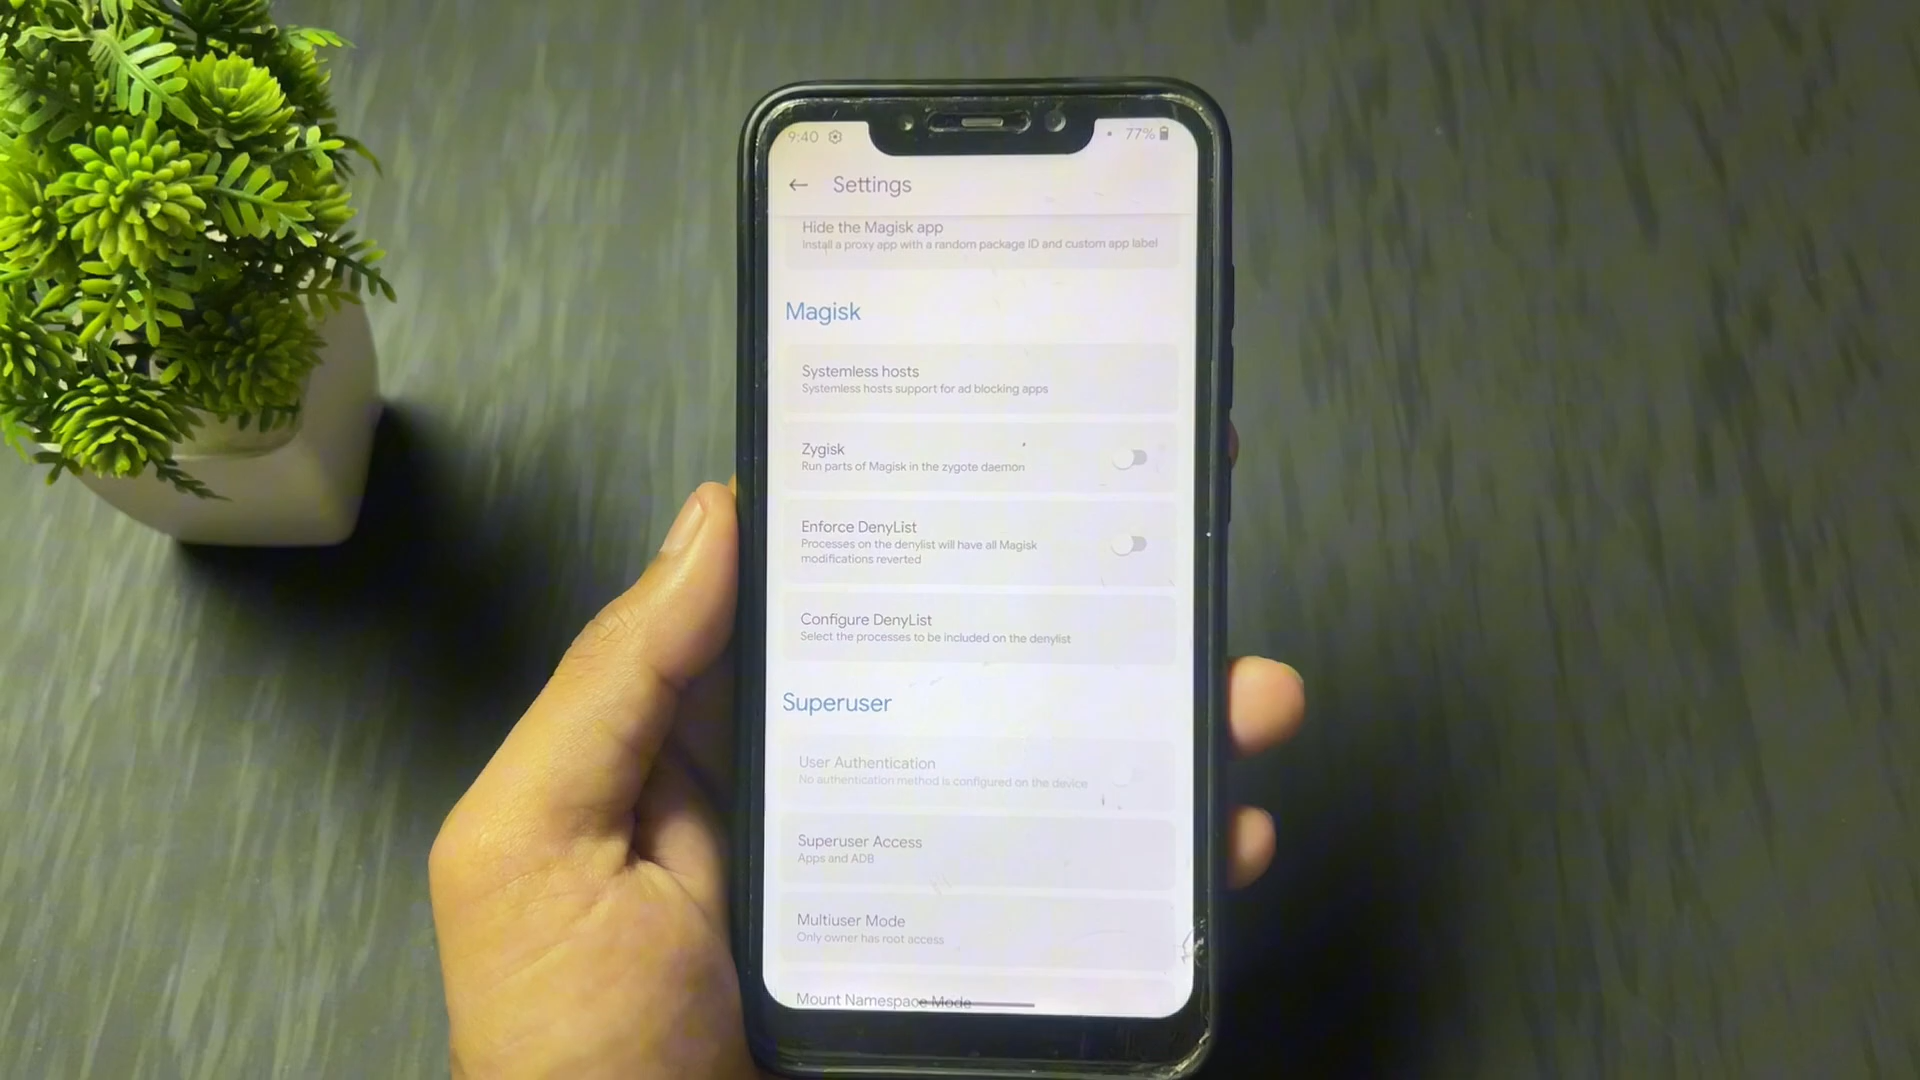 9:40
77%
Settings
Hide the Magisk app
Install a proxy app with a random package ID and custom app label
Magisk
Systemless hosts
Systemless hosts support for ad blocking apps
Zygisk
Run parts of Magisk in the zygote daemon
Enforce DenyList
Processes on the denylist will have all Magisk
modifications reverted
Configure DenyList
Select the processes to be included on the denylist
Superuser
User Authentication
No authentication method is configured on the device
Superuser Access
Apps and ADB
Multiuser Mode
Only owner has root access
Mount Namespace Mode